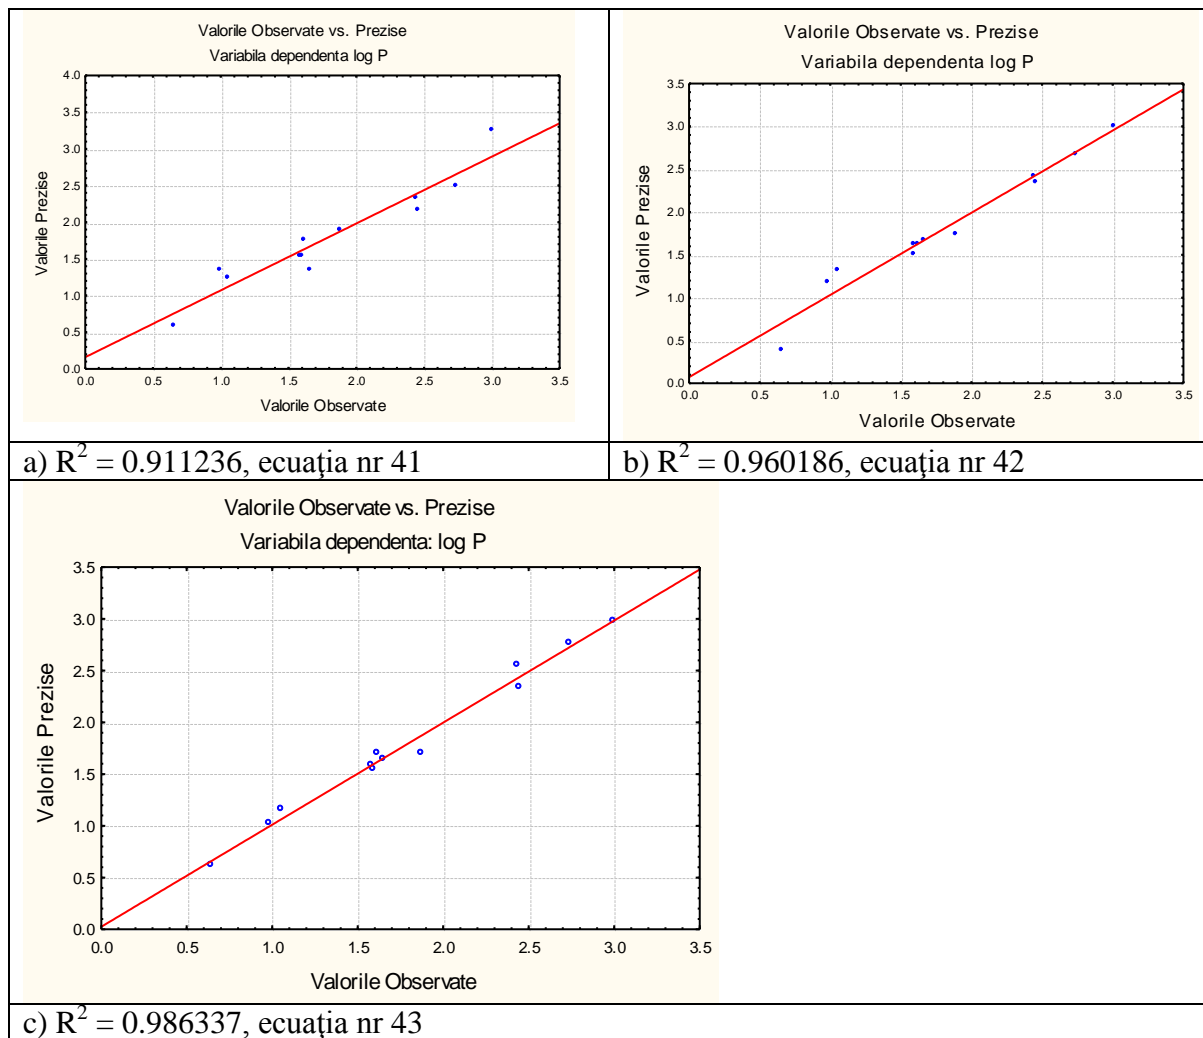 Valorile Observate vs. Prezise
Variabila dependenta log P
4.0
3.5
3.0
2.5
2.0
1.5
1.0
0.5
0.0
Valorile Prezise
0.0 0.5 1.0 1.5 2.0 2.5 3.0 3.5
Valorile Observate
Valorile Observate vs. Prezise
Variabila dependenta log P
3.5
3.0
2.5
2.0
1.5
1.0
0.5
0.0
Valorile Prezise
0.0 0.5 1.0 1.5 2.0 2.5 3.0 3.5
Valorile Observate
a) R² = 0.911236, ecuaţia nr 41
b) R² = 0.960186, ecuaţia nr 42
Valorile Observate vs. Prezise
Variabila dependenta: log P
3.5
3.0
2.5
2.0
1.5
1.0
0.5
0.0
Valorile Prezise
0.0 0.5 1.0 1.5 2.0 2.5 3.0 3.5
Valorile Observate
c) R² = 0.986337, ecuaţia nr 43